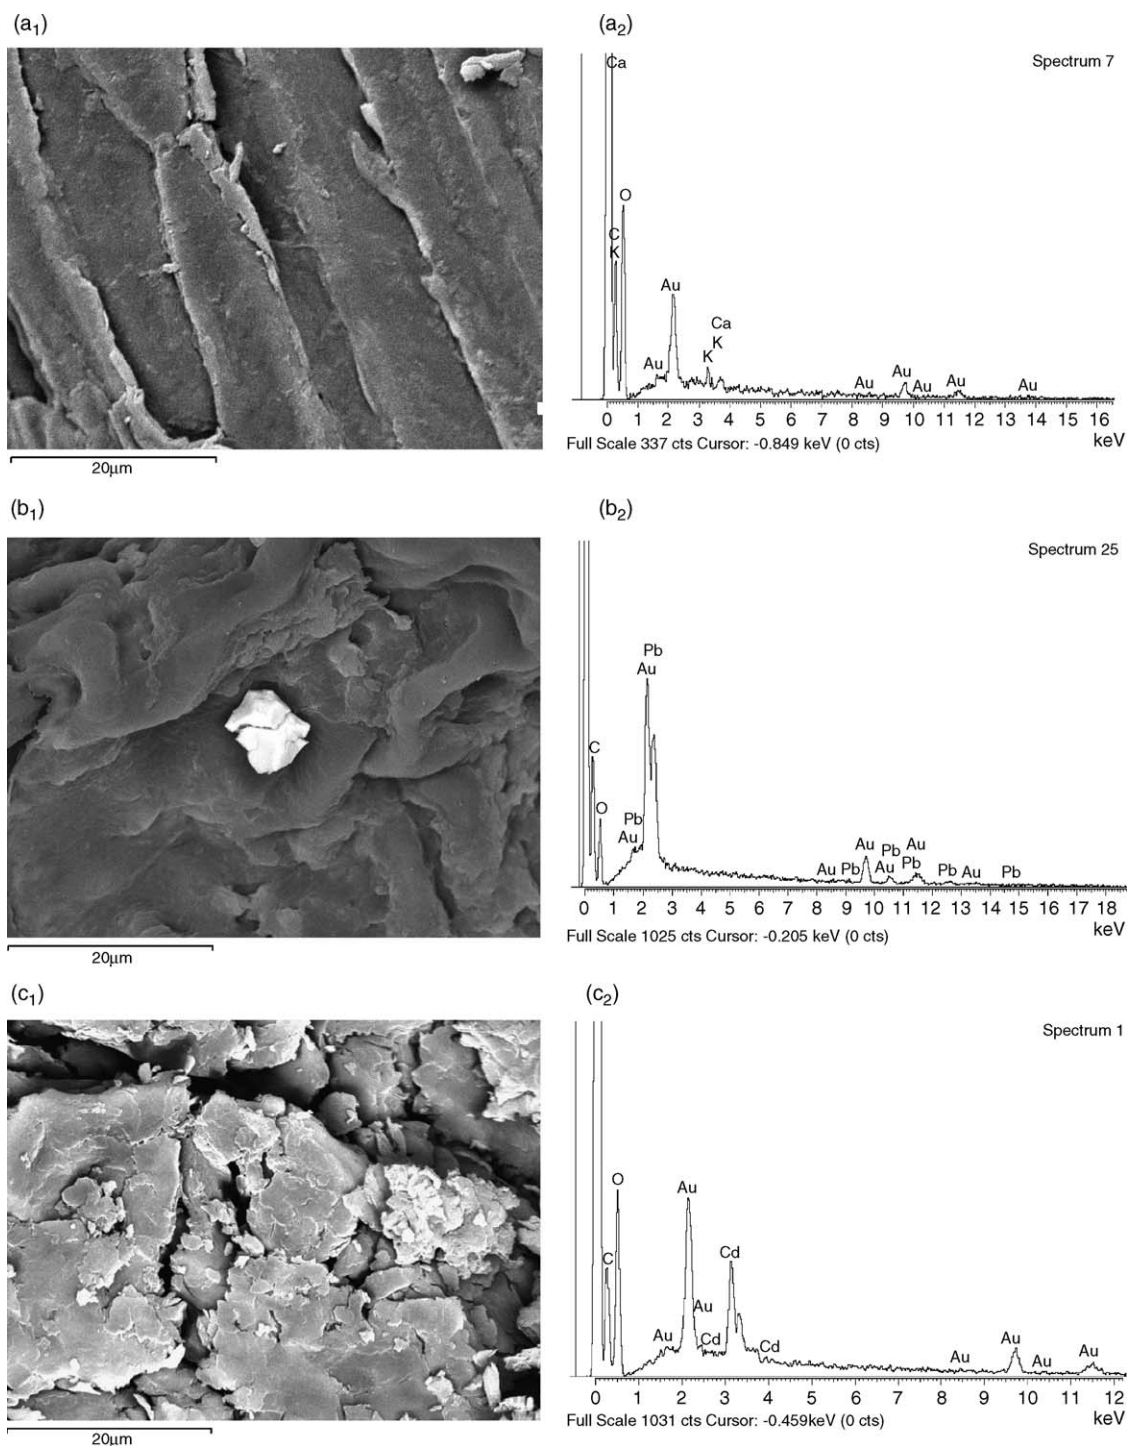 (a1)
(a2)
Spectrum 7
Ca
O
C
K
Au
Ca
K
K
Au
Au
Au
Au
Au
Au
0 1 2 3 4 5 6 7 8 9 10 11 12 13 14 15 16
keV
Full Scale 337 cts Cursor: -0.849 keV (0 cts)
20μm
(b1)
(b2)
Spectrum 25
Pb
Au
C
O
Pb
Au
Au
Au
Pb
Au
Pb
Au
Pb
Pb
Au
Pb
0 1 2 3 4 5 6 7 8 9 10 11 12 13 14 15 16 17 18
keV
Full Scale 1025 cts Cursor: -0.205 keV (0 cts)
20μm
(c1)
(c2)
Spectrum 1
O
Au
C
Cd
Au
Au
Cd
Cd
Au
Au
Au
Au
0 1 2 3 4 5 6 7 8 9 10 11 12
keV
Full Scale 1031 cts Cursor: -0.459keV (0 cts)
20μm